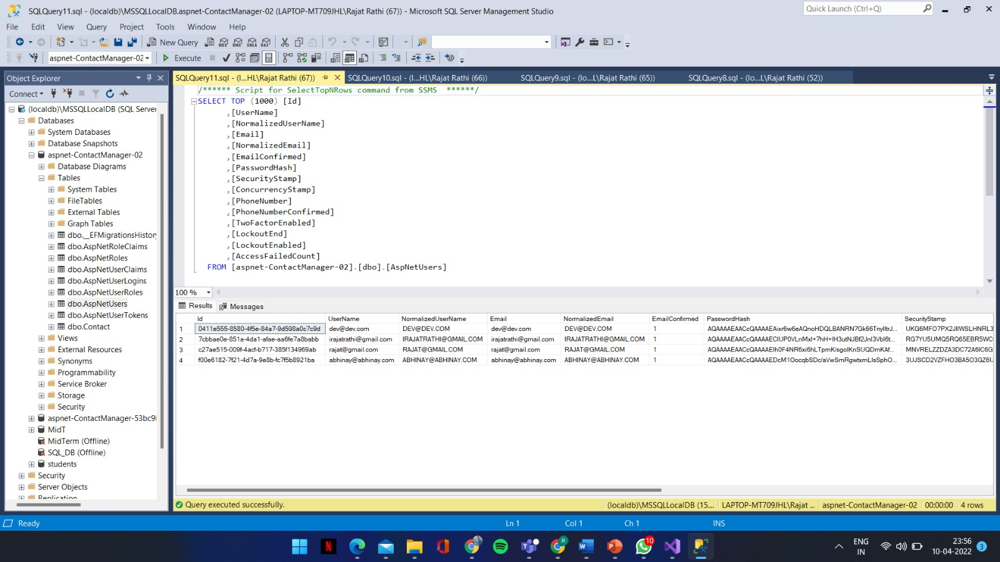 SQLQuery11.sql - (localdb)\MSSQLLocalDB.aspnet-ContactManager-02 (LAPTOP-MT709JHL\Rajat Rathi (67)) - Microsoft SQL Server Management Studio
Quick Launch (Ctrl+Q)
File Edit View Query Project Tools Window Help
New Query
MDX DMX XMLA DAX
aspnet-ContactManager-02
Execute
Object Explorer
SQLQuery11.sql - (l...HL\Rajat Rathi (67))
SQLQuery10.sql - (l...HL\Rajat Rathi (66))
SQLQuery9.sql - (lo...L\Rajat Rathi (65))
SQLQuery8.sql - (lo...L\Rajat Rathi (52))
Connect
(localdb)\MSSQLLocalDB (SQL Server
Databases
System Databases
Database Snapshots
aspnet-ContactManager-02
Database Diagrams
Tables
System Tables
FileTables
External Tables
Graph Tables
dbo.__EFMigrationsHistory
dbo.AspNetRoleClaims
dbo.AspNetRoles
dbo.AspNetUserClaims
dbo.AspNetUserLogins
dbo.AspNetUserRoles
dbo.AspNetUsers
dbo.AspNetUserTokens
dbo.Contact
Views
External Resources
Synonyms
Programmability
Service Broker
Storage
Security
aspnet-ContactManager-53bc9
MidT
MidTerm (Offline)
SQL_DB (Offline)
students
Security
Server Objects
Replication
/****** Script for SelectTopNRows command from SSMS  ******/
SELECT TOP (1000) [Id]
,[UserName]
,[NormalizedUserName]
,[Email]
,[NormalizedEmail]
,[EmailConfirmed]
,[PasswordHash]
,[SecurityStamp]
,[ConcurrencyStamp]
,[PhoneNumber]
,[PhoneNumberConfirmed]
,[TwoFactorEnabled]
,[LockoutEnd]
,[LockoutEnabled]
,[AccessFailedCount]
FROM [aspnet-ContactManager-02].[dbo].[AspNetUsers]
100 %
Results Messages
Id UserName NormalizedUserName Email NormalizedEmail EmailConfirmed PasswordHash SecurityStamp
1 0411e555-8580-4f5e-84a7-9d598a0c7c9d dev@dev.com DEV@DEV.COM dev@dev.com DEV@DEV.COM 1
2 7cbbae0e-851a-4da1-afae-aa6fe7a8babb irajatrathi@gmail.com IRAJATRATHI@GMAIL.COM irajatrathi@gmail.com IRAJATRATHI@GMAIL.COM 1
3 c27ae515-009f-4acf-b717-385f134969ab rajat@gmail.com RAJAT@GMAIL.COM rajat@gmail.com RAJAT@GMAIL.COM 1
4 f00e6182-7f21-4d7a-9e8b-fc7f5b8921ba abhinay@abhinay.com ABHINAY@ABHINAY.COM abhinay@abhinay.com ABHINAY@ABHINAY.COM 1
Query executed successfully.
(localdb)\MSSQLLocalDB (15.... LAPTOP-MT709JHL\Rajat ... aspnet-ContactManager-02 00:00:00 4 rows
Ready Ln 1 Col 1 Ch 1 INS
10
ENG
IN
23:56
10-04-2022
3